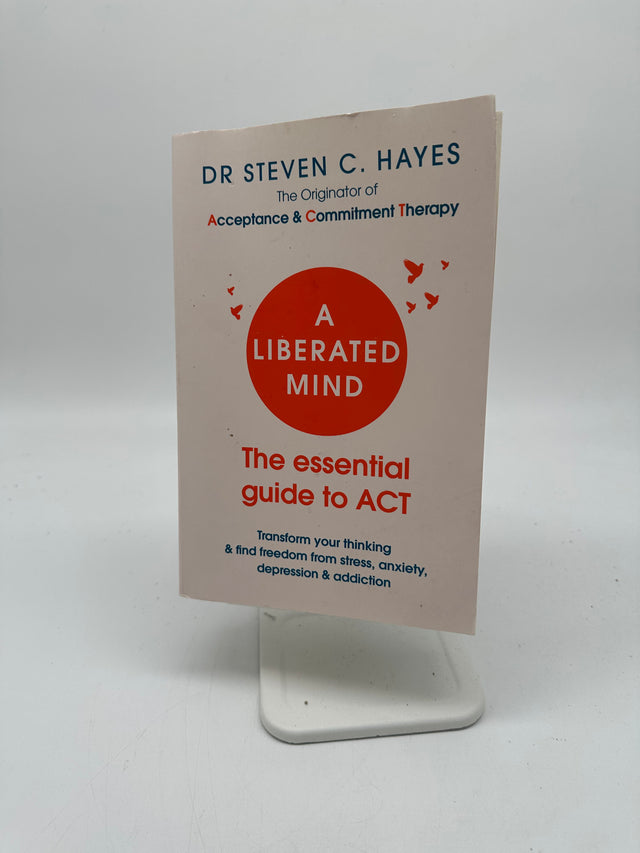 DR STEVEN C. HAYES
The Originator of
Acceptance & Commitment Therapy
A
LIBERATED
MIND
The essential
guide to ACT
Transform your thinking
& find freedom from stress, anxiety,
depression & addiction